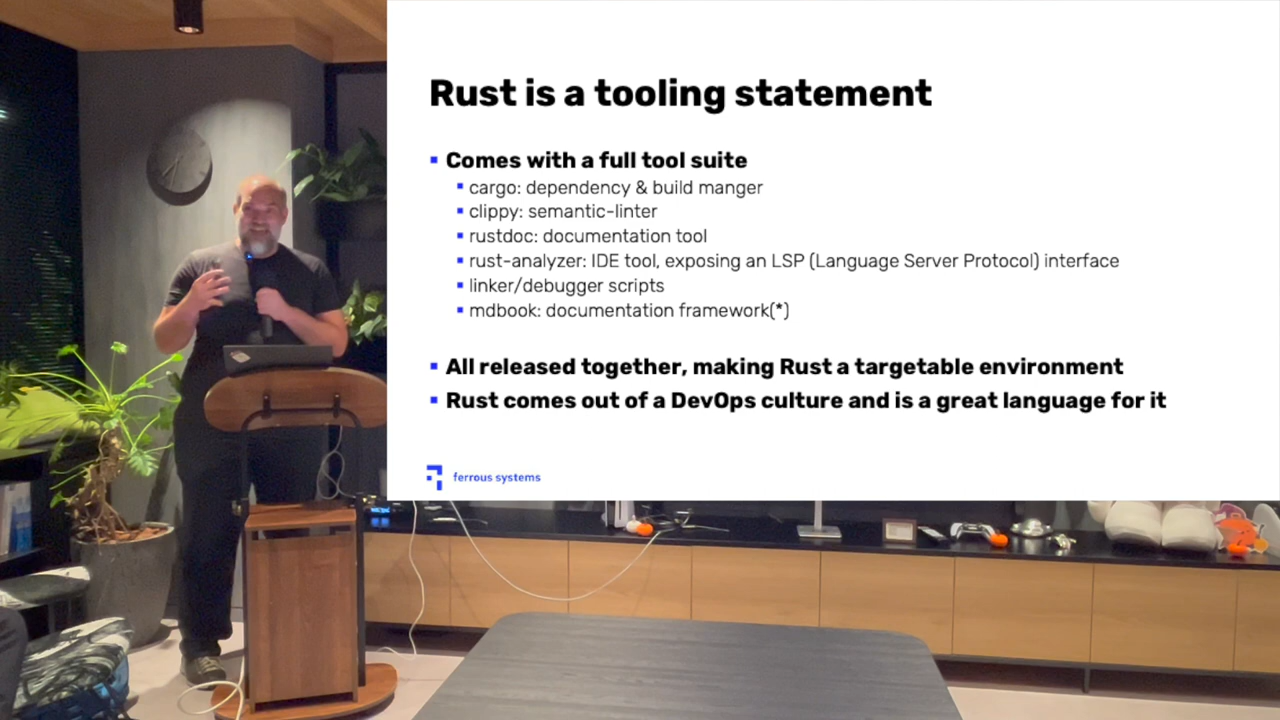 Rust is a tooling statement
Comes with a full tool suite
cargo: dependency & build manger
clippy: semantic-linter
rustdoc: documentation tool
rust-analyzer: IDE tool, exposing an LSP (Language Server Protocol) interface
linker/debugger scripts
mdbook: documentation framework(*)
All released together, making Rust a targetable environment
Rust comes out of a DevOps culture and is a great language for it
ferrous systems